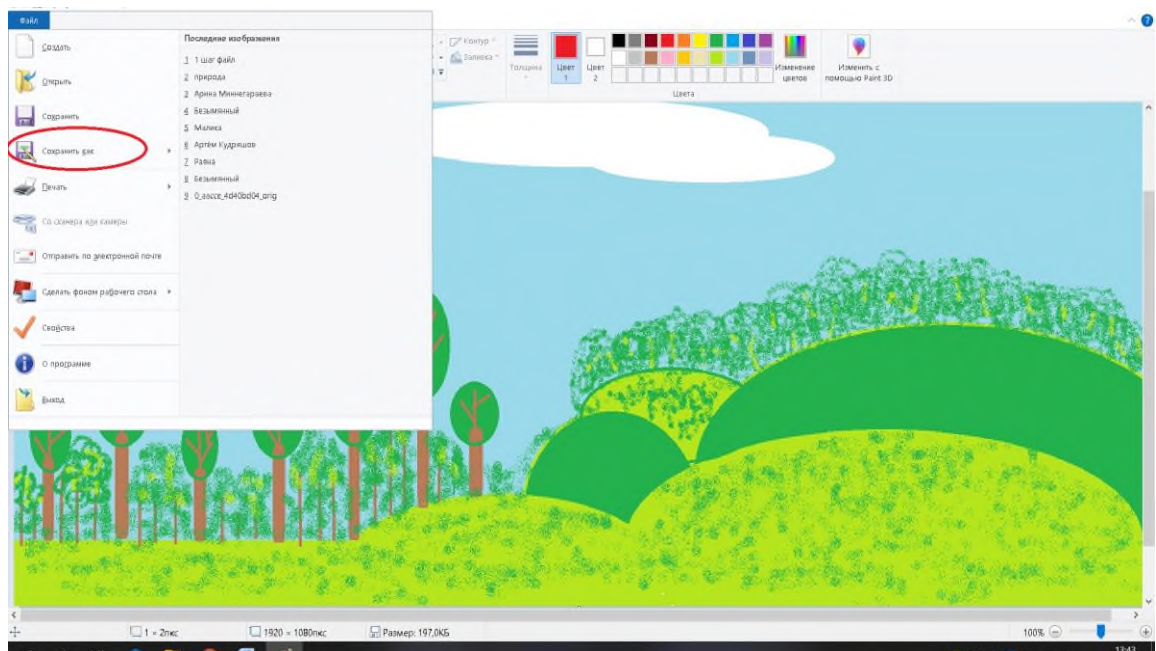 Файл
Создать
Открыть
Сохранить
Сохранить как
Печать
Со сканера или камеры
Отправить по электронной почте
Сделать фоном рабочего стола
Свойства
О программе
Выход
Последние изображения
1 1 шаг файл
2 природа
3 Арина Миннегараева
4 Безымянный
5 Малика
6 Артём Кудряшов
7 Раяна
8 Безымянный
9 0_aacce_4d40bd04_orig
Контур
Заливка
Толщина
Цвет 1
Цвет 2
Изменение цветов
Изменить с помощью Paint 3D
Цвета
1 × 2пкс
1920 × 1080пкс
Размер: 197,0КБ
100%
13:43